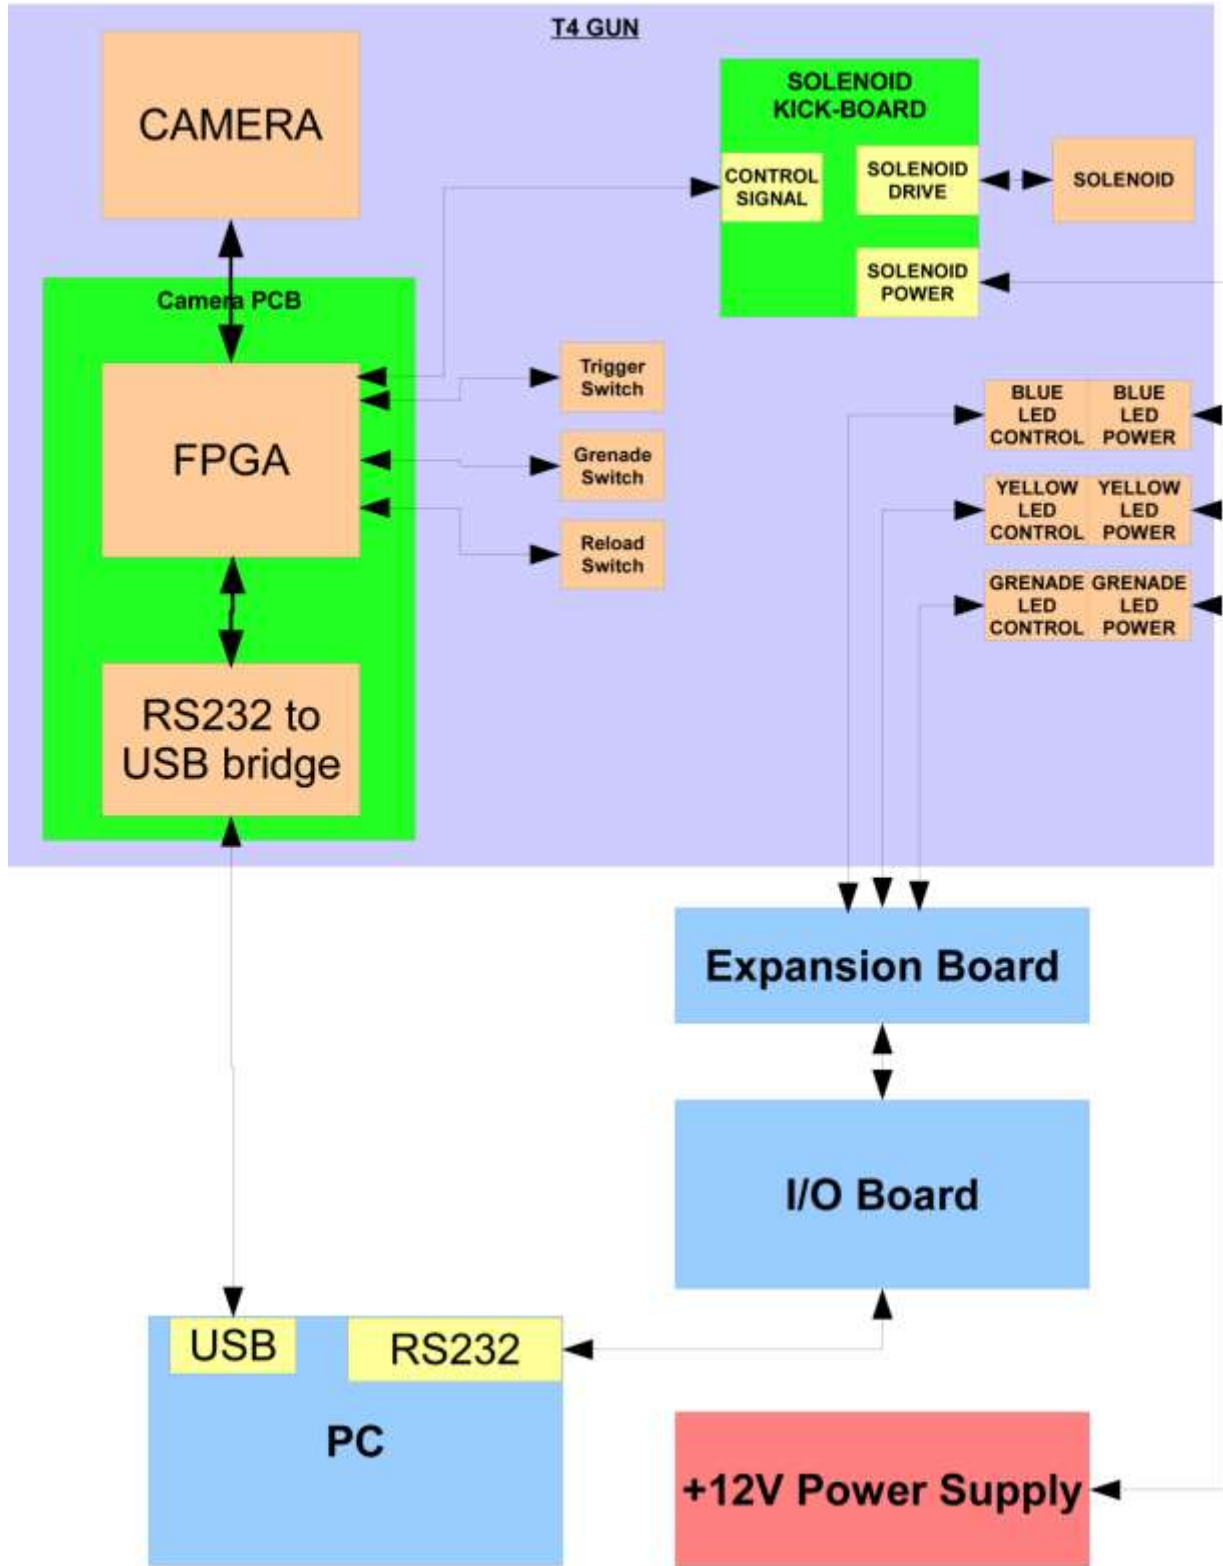 T4 GUN
CAMERA
SOLENOID
KICK-BOARD
CONTROL
SIGNAL
SOLENOID
DRIVE
SOLENOID
SOLENOID
POWER
Camera PCB
FPGA
Trigger
Switch
Grenade
Switch
Reload
Switch
BLUE
LED
CONTROL
BLUE
LED
POWER
YELLOW
LED
CONTROL
YELLOW
LED
POWER
GRENADE
LED
CONTROL
GRENADE
LED
POWER
RS232 to
USB bridge
Expansion Board
I/O Board
USB
RS232
PC
+12V Power Supply